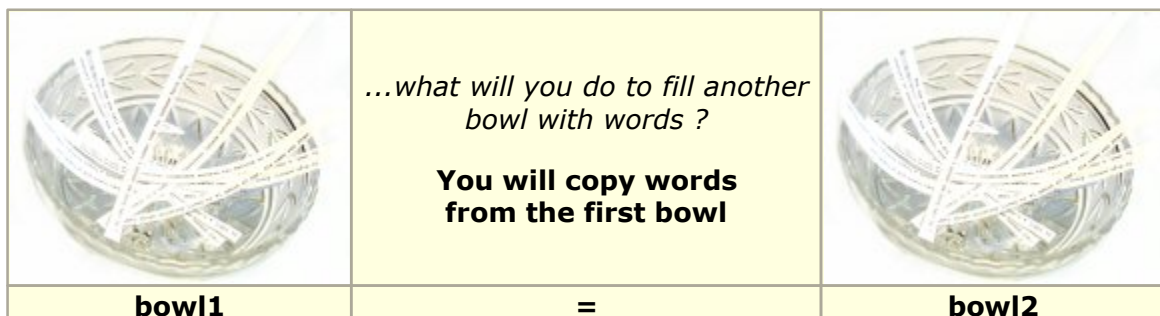 ...what will you do to fill another
bowl with words ?
You will copy words
from the first bowl
bowl1
=
bowl2